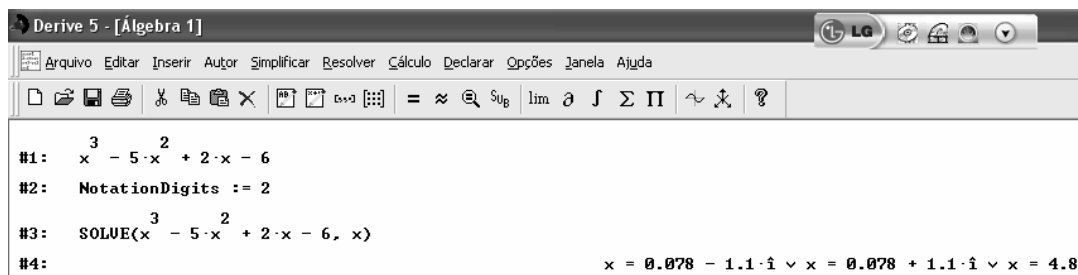 Derive 5 - [Álgebra 1]
LG
Arquivo Editar Inserir Autor Simplificar Resolver Cálculo Declarar Opções Janela Ajuda
= ≈ SUB lim ∂ ∫ Σ Π
#1: x³ - 5·x² + 2·x - 6
#2: NotationDigits := 2
#3: SOLVE(x³ - 5·x² + 2·x - 6, x)
#4: x = 0.078 - 1.1·î ∨ x = 0.078 + 1.1·î ∨ x = 4.8